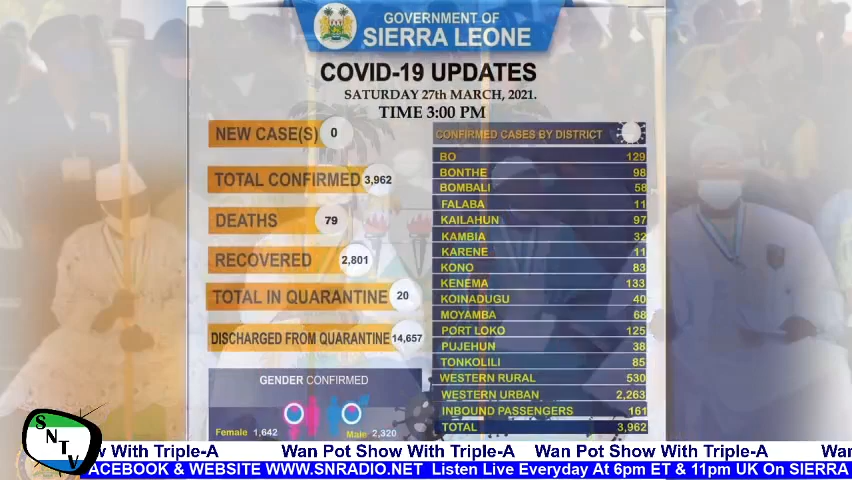 GOVERNMENT OF
SIERRA LEONE
COVID-19 UPDATES
SATURDAY 27th MARCH, 2021.
TIME 3:00 PM
NEW CASE(S) 0
TOTAL CONFIRMED 3,962
DEATHS 79
RECOVERED 2,801
TOTAL IN QUARANTINE 20
DISCHARGED FROM QUARANTINE 14,657
GENDER CONFIRMED
Female 1,642 Male 2,320
CONFIRMED CASES BY DISTRICT
BO 129
BONTHE 98
BOMBALI 58
FALABA 11
KAILAHUN 97
KAMBIA 32
KARENE 11
KONO 83
KENEMA 133
KOINADUGU 40
MOYAMBA 68
PORT LOKO 125
PUJEHUN 38
TONKOLILI 85
WESTERN RURAL 530
WESTERN URBAN 2,263
INBOUND PASSENGERS 161
TOTAL 3,962
SNTV
w With Triple-A Wan Pot Show With Triple-A Wan Pot Show With Triple-A Wan
ACEBOOK & WEBSITE WWW.SNRADIO.NET Listen Live Everyday At 6pm ET & 11pm UK On SIERRA